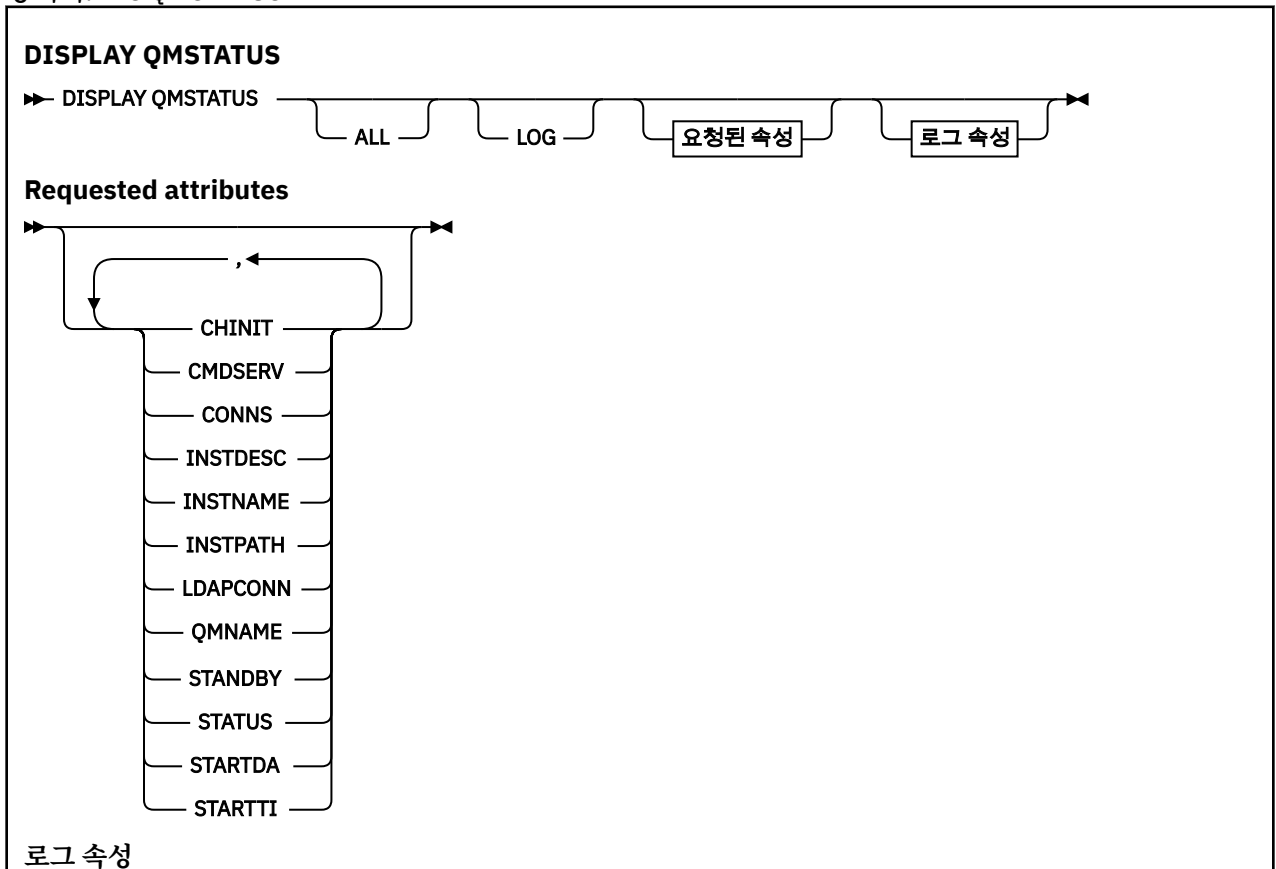 DISPLAY QMSTATUS
DISPLAY QMSTATUS
ALL
LOG
요청된 속성
로그 속성
Requested attributes
,
CHINIT
CMDSERV
CONNS
INSTDESC
INSTNAME
INSTPATH
LDAPCONN
QMNAME
STANDBY
STATUS
STARTDA
STARTTI
로그 속성